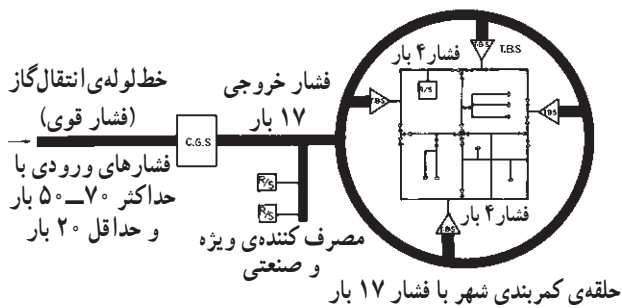 خط لوله‌ی انتقال گاز
(فشار قوی)
فشارهای ورودی با
حداکثر ۷۰ــ۵۰ بار
و حداقل ۲۰ بار
C.G.S
فشار خروجی
۱۷ بار
R/S
R/S
مصرف کننده‌ی ویژه
و صنعتی
T.B.S
T.B.S
فشار ۴ بار
R/S
T.B.S
T.B.S
فشار ۴ بار
T.B.S
حلقه‌ی کمربندی شهر با فشار ۱۷ بار